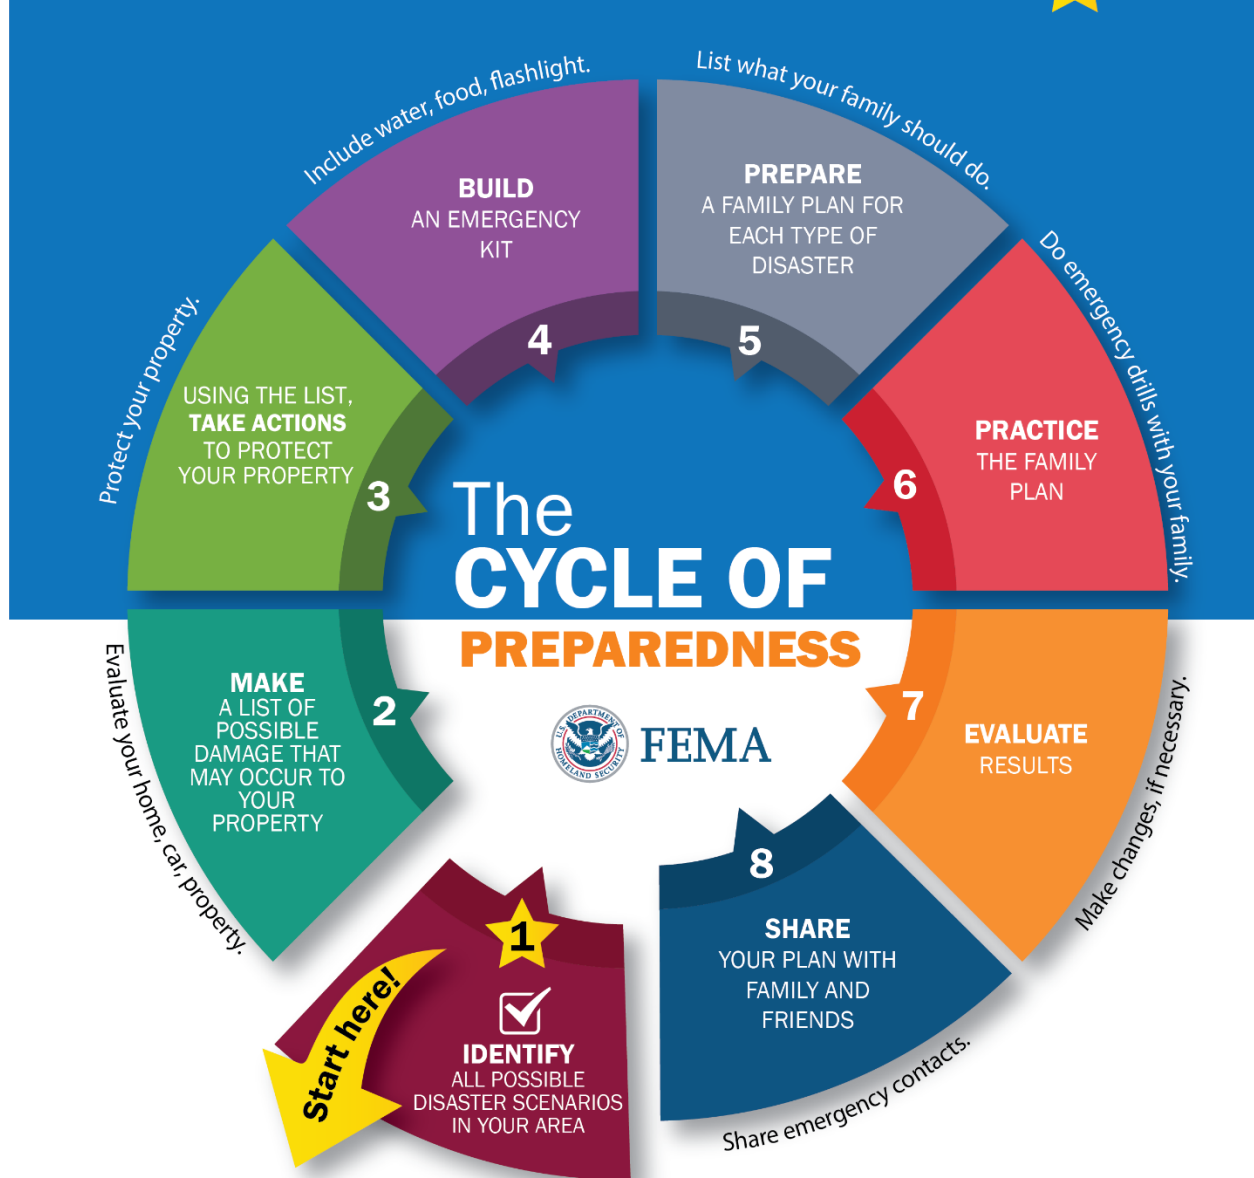 The
CYCLE OF
PREPAREDNESS
U.S. DEPARTMENT OF
HOMELAND SECURITY
FEMA
Start here!
1
IDENTIFY
ALL POSSIBLE
DISASTER SCENARIOS
IN YOUR AREA
2
MAKE
A LIST OF
POSSIBLE
DAMAGE THAT
MAY OCCUR TO
YOUR
PROPERTY
Evaluate your home, car, property.
3
USING THE LIST,
TAKE ACTIONS
TO PROTECT
YOUR PROPERTY
Protect your property.
4
BUILD
AN EMERGENCY
KIT
Include water, food, flashlight.
5
PREPARE
A FAMILY PLAN FOR
EACH TYPE OF
DISASTER
List what your family should do.
6
PRACTICE
THE FAMILY
PLAN
Do emergency drills with your family.
7
EVALUATE
RESULTS
Make changes, if necessary.
8
SHARE
YOUR PLAN WITH
FAMILY AND
FRIENDS
Share emergency contacts.